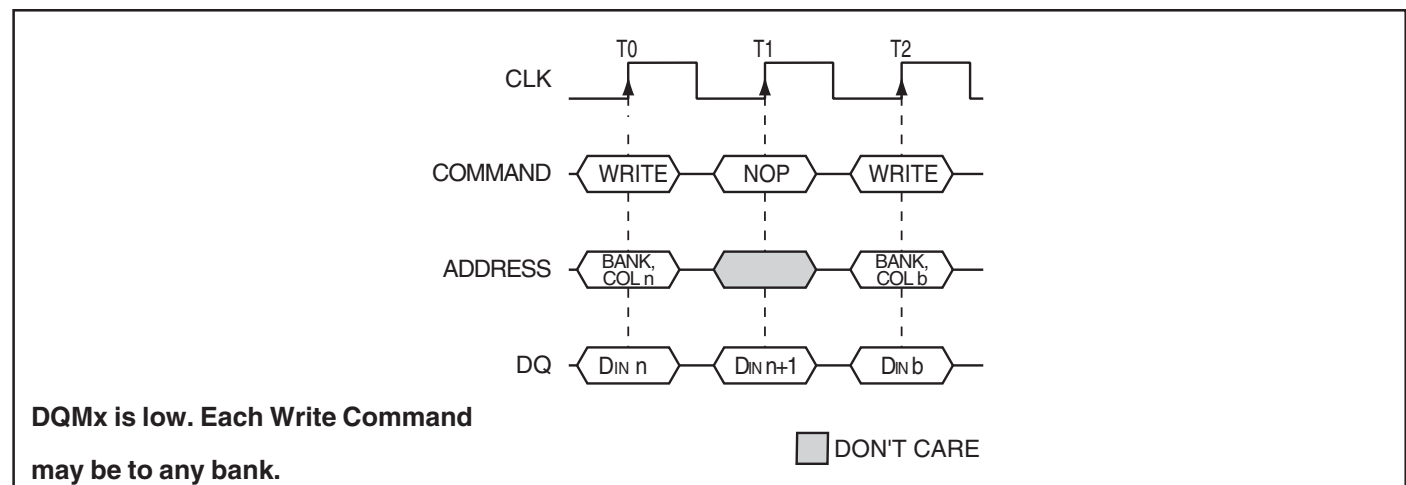 T0 T1 T2
CLK
COMMAND WRITE NOP WRITE
ADDRESS BANK, COL n BANK, COL b
DQ DIN n DIN n+1 DIN b
DQMx is low. Each Write Command
may be to any bank.
DON'T CARE